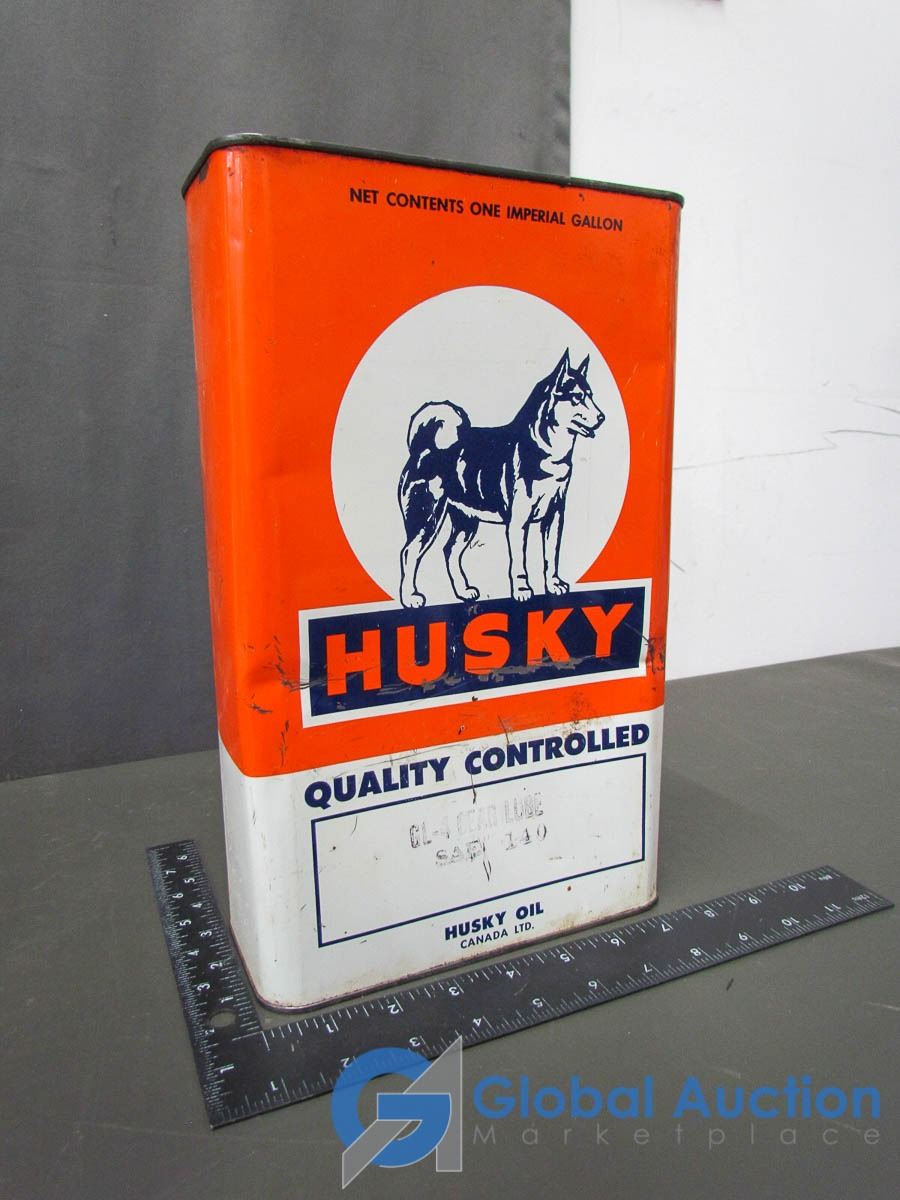 NET CONTENTS ONE IMPERIAL GALLON
HUSKY
QUALITY CONTROLLED
GL-4 GEAR LUBE
SAE 140
HUSKY OIL
CANADA LTD.
Global Auction
Marketplace